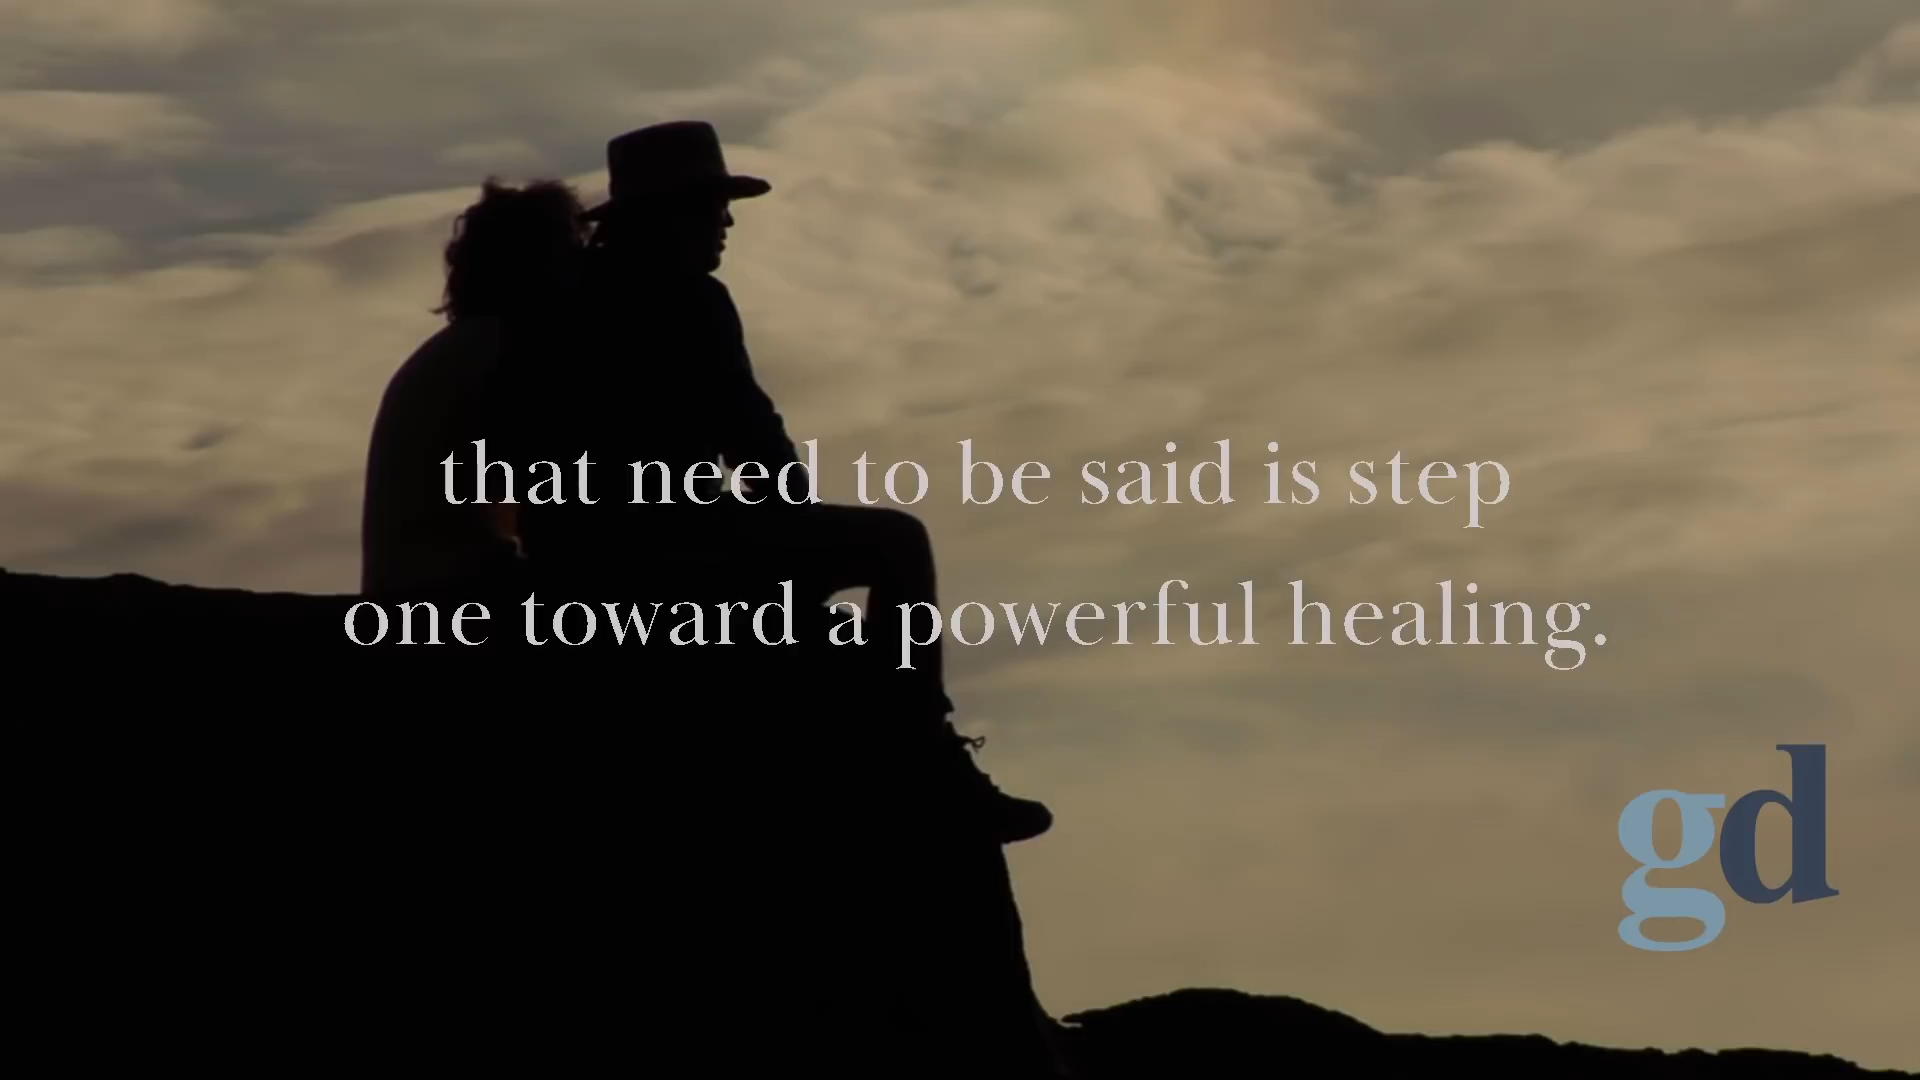 that need to be said is step
one toward a powerful healing.
gd